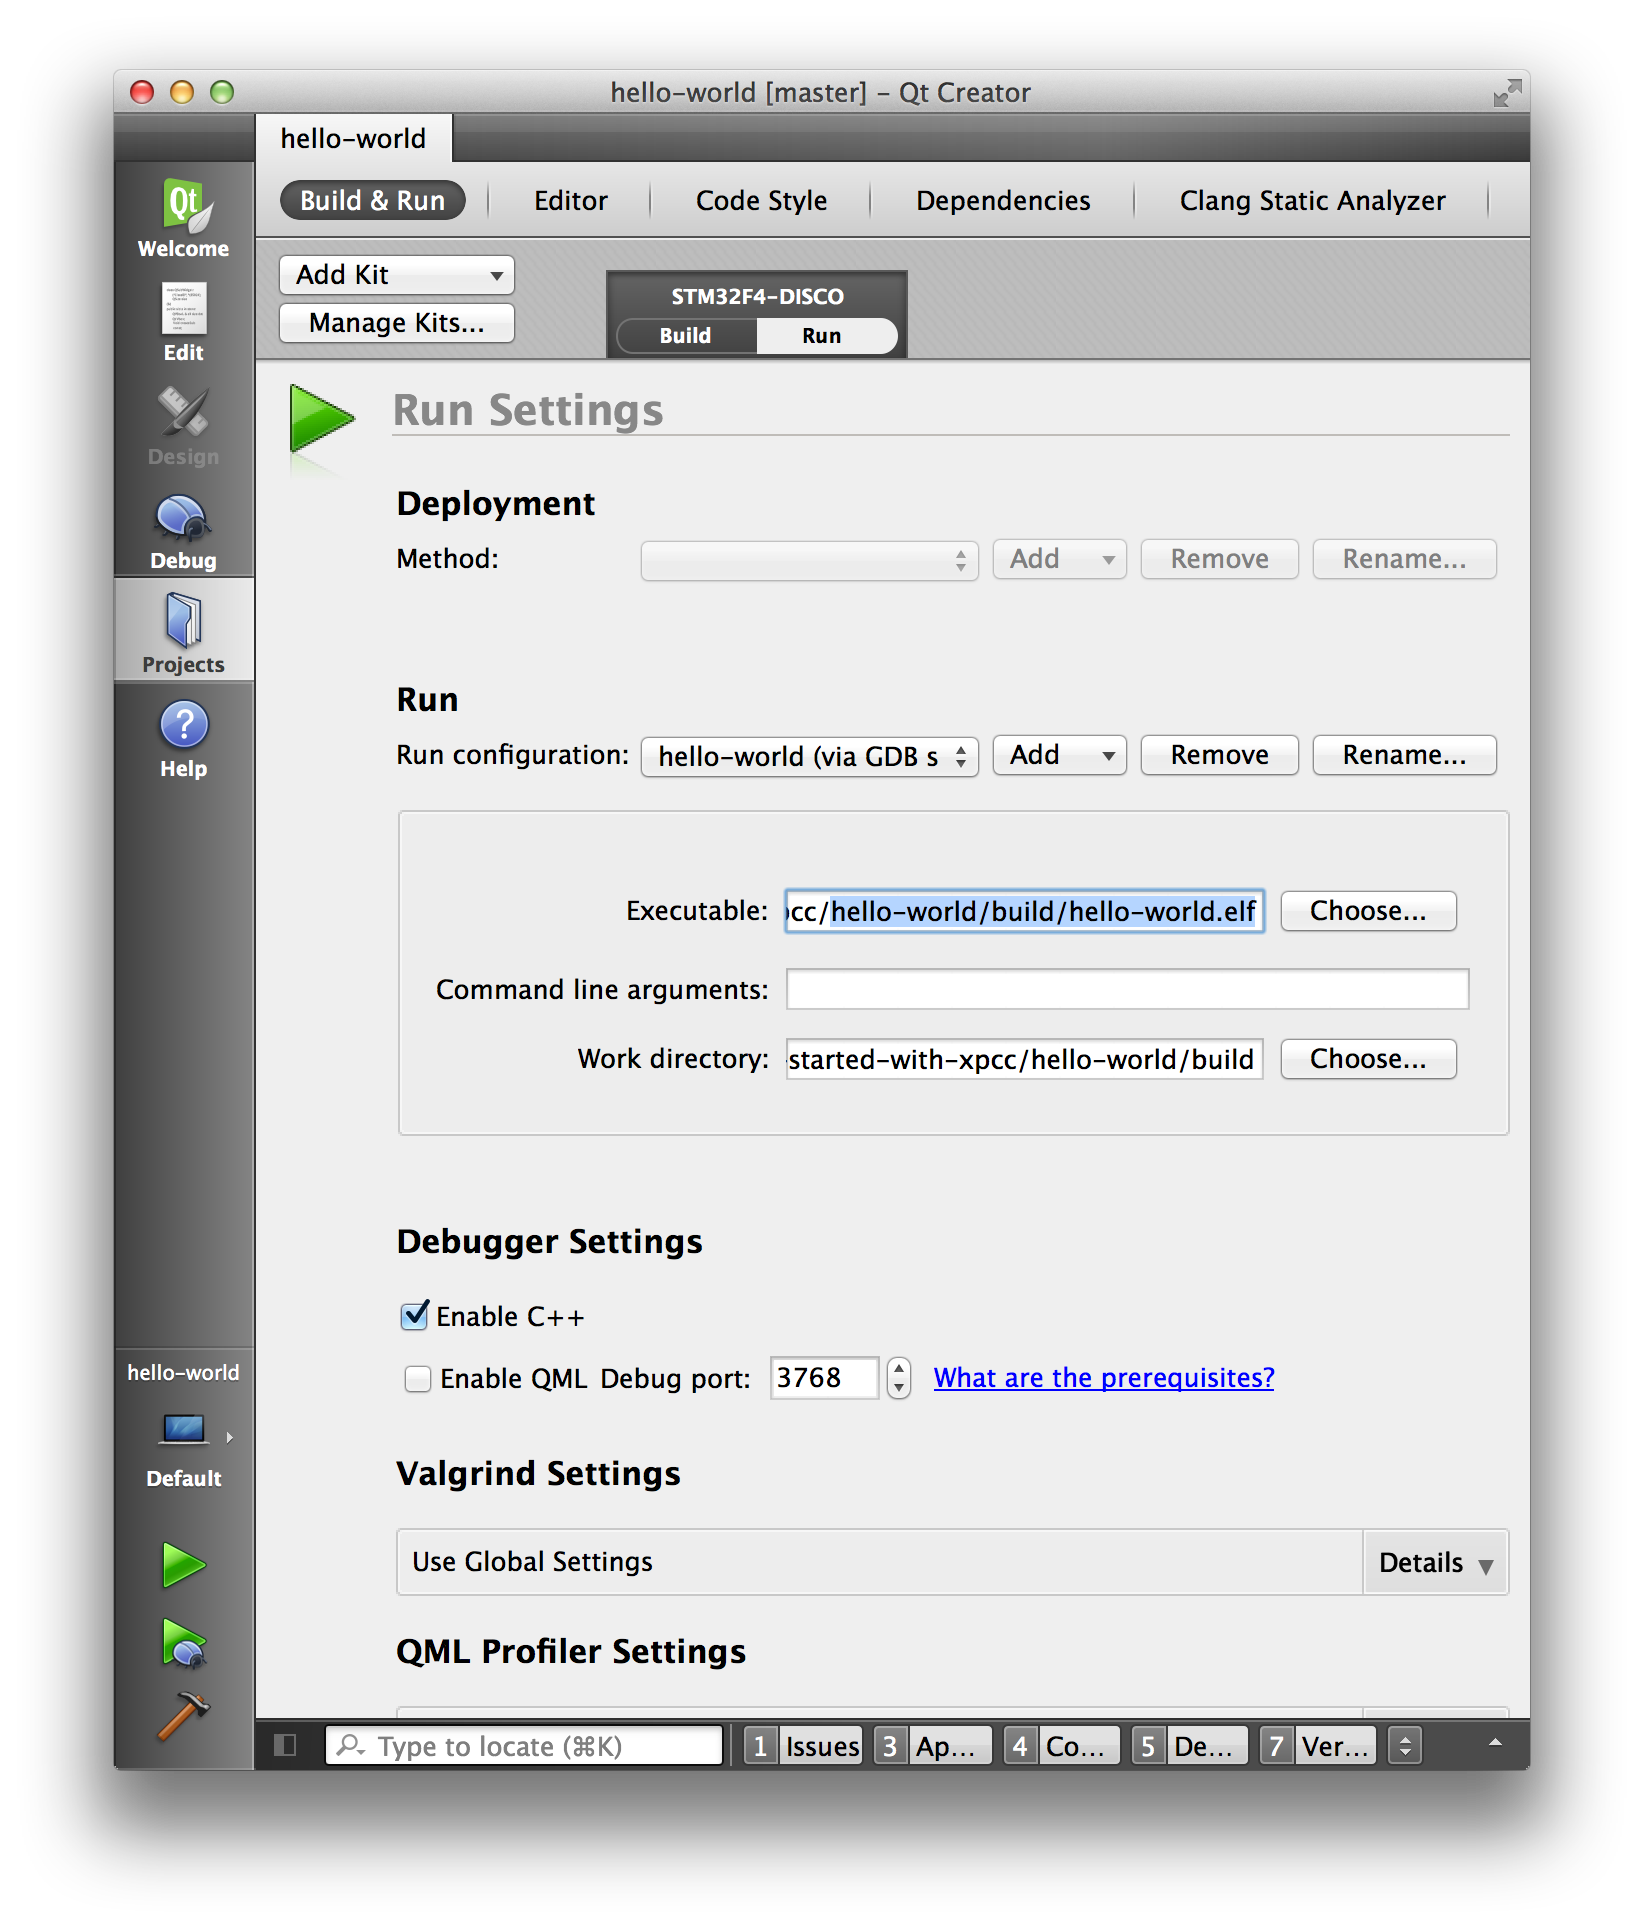 hello-world [master] – Qt Creator
hello-world
Qt
Welcome
Edit
Design
Debug
Projects
Help
hello-world
Default
Build & Run
Editor
Code Style
Dependencies
Clang Static Analyzer
Add Kit
Manage Kits...
STM32F4-DISCO
Build
Run
Run Settings
Deployment
Method:
Add
Remove
Rename...
Run
Run configuration:
hello-world (via GDB s
Add
Remove
Rename...
Executable:
cc/hello-world/build/hello-world.elf
Choose...
Command line arguments:
Work directory:
started-with-xpcc/hello-world/build
Choose...
Debugger Settings
Enable C++
Enable QML
Debug port:
3768
What are the prerequisites?
Valgrind Settings
Use Global Settings
Details
QML Profiler Settings
Type to locate (⌘K)
1 Issues
3 Ap...
4 Co...
5 De...
7 Ver...